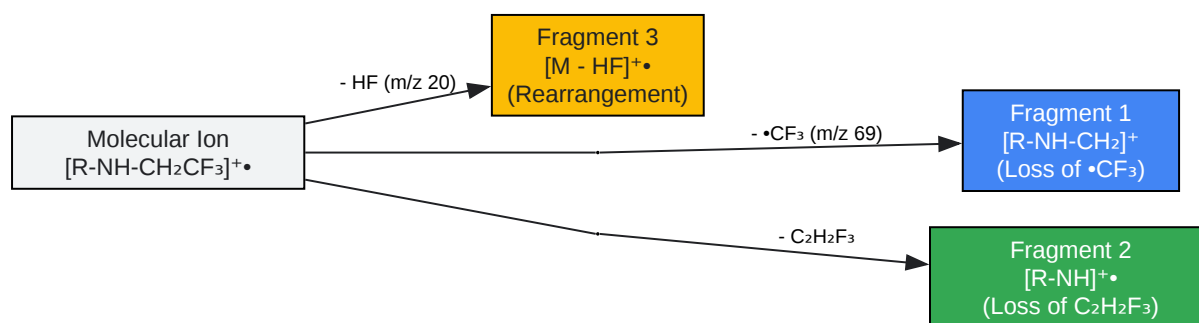 Fragment 3
[M - HF]⁺•
(Rearrangement)
- HF (m/z 20)
Molecular Ion
[R-NH-CH₂CF₃]⁺•
- •CF₃ (m/z 69)
Fragment 1
[R-NH-CH₂]⁺
(Loss of •CF₃)
- C₂H₂F₃
Fragment 2
[R-NH]⁺•
(Loss of C₂H₂F₃)